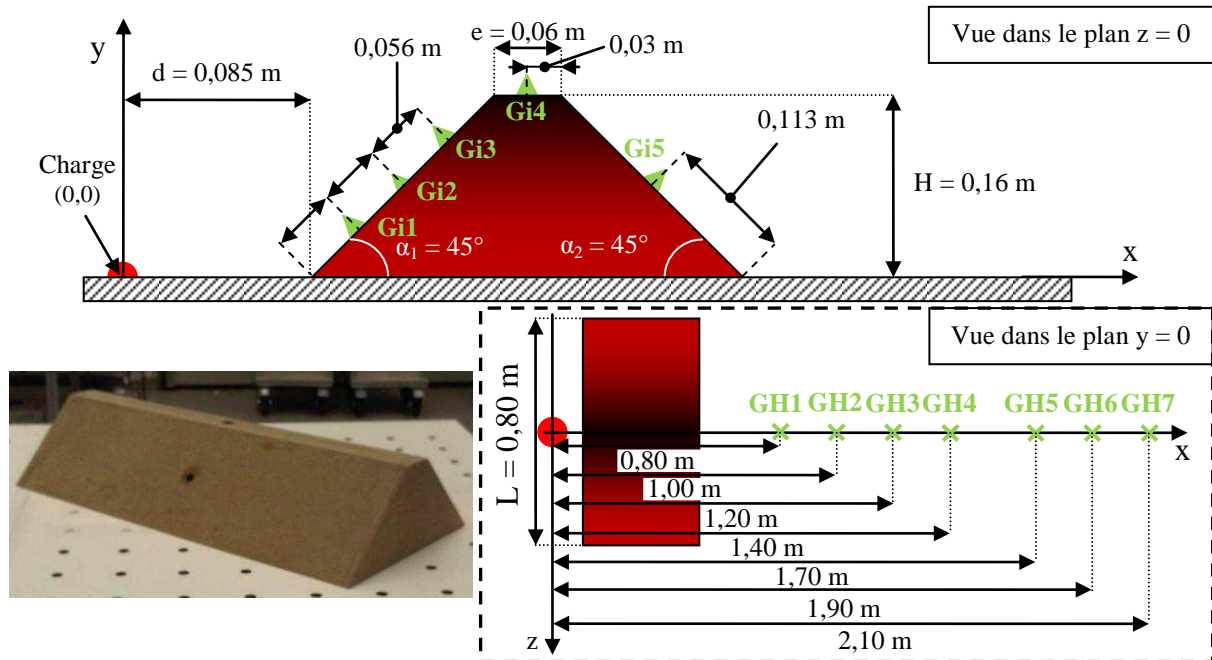 Vue dans le plan z = 0
e = 0,06 m
0,03 m
y
0,056 m
d = 0,085 m
Gi4
Gi3
0,113 m
Gi5
Charge
(0,0)
Gi2
H = 0,16 m
Gi1
α₁ = 45°
α₂ = 45°
x
Vue dans le plan y = 0
L = 0,80 m
GH1
GH2
GH3
GH4
GH5
GH6
GH7
x
0,80 m
1,00 m
1,20 m
1,40 m
1,70 m
1,90 m
2,10 m
z